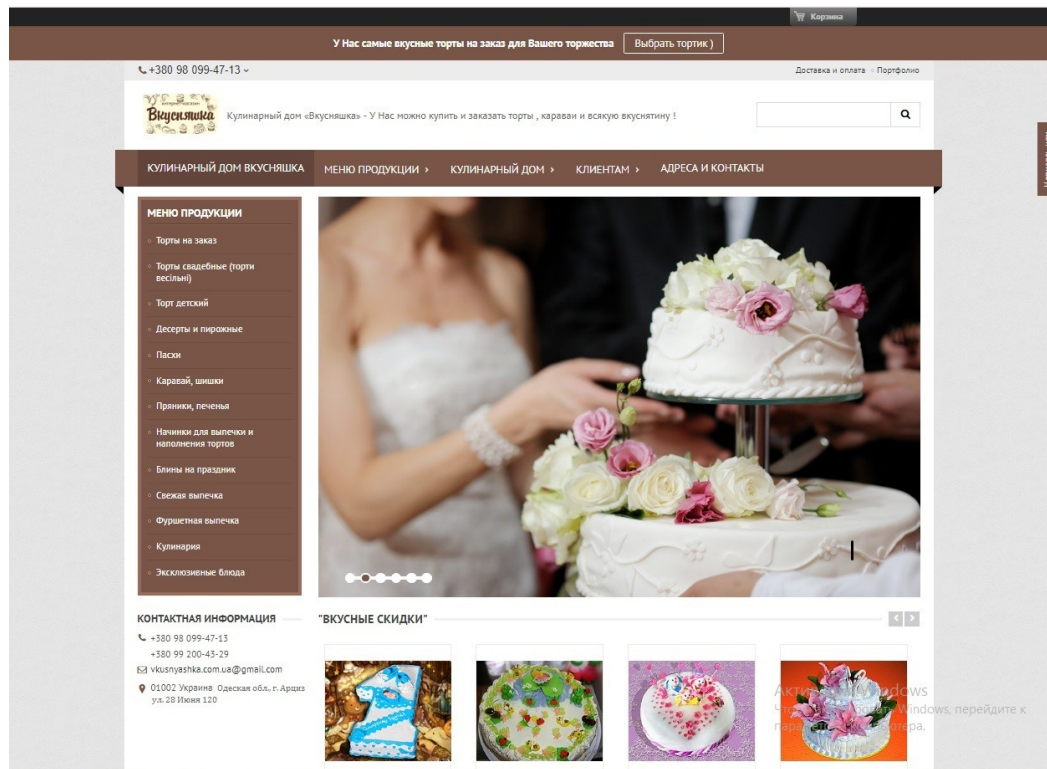 Корзина
У Нас самые вкусные торты на заказ для Вашего торжества
Выбрать тортик )
+380 98 099-47-13
Доставка и оплата
Портфолио
Вкусняшка
Кулинарный дом «Вкусняшка» - У Нас можно купить и заказать торты , караваи и всякую вкуснятину !
КУЛИНАРНЫЙ ДОМ ВКУСНЯШКА
МЕНЮ ПРОДУКЦИИ
КУЛИНАРНЫЙ ДОМ
КЛИЕНТАМ
АДРЕСА И КОНТАКТЫ
МЕНЮ ПРОДУКЦИИ
Торты на заказ
Торты свадебные (торти
весільні)
Торт детский
Десерты и пирожные
Пасхи
Каравай, шишки
Пряники, печенья
Начинки для выпечки и
наполнения тортов
Блины на праздник
Свежая выпечка
Фуршетная выпечка
Кулинария
Эксклюзивные блюда
КОНТАКТНАЯ ИНФОРМАЦИЯ
+380 98 099-47-13
+380 99 200-43-29
vkusnyashka.com.ua@gmail.com
01002 Украина Одеская обл., г. Арциз
ул. 28 Июня 120
"ВКУСНЫЕ СКИДКИ"
Windows, перейдите к